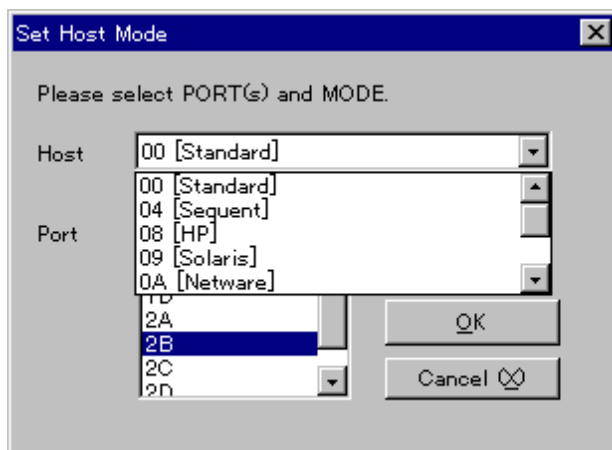 Set Host Mode
Please select PORT(s) and MODE.
Host
00 [Standard]
00 [Standard]
04 [Sequent]
08 [HP]
09 [Solaris]
0A [Netware]
Port
1D
2A
2B
2C
2D
OK
Cancel (X)